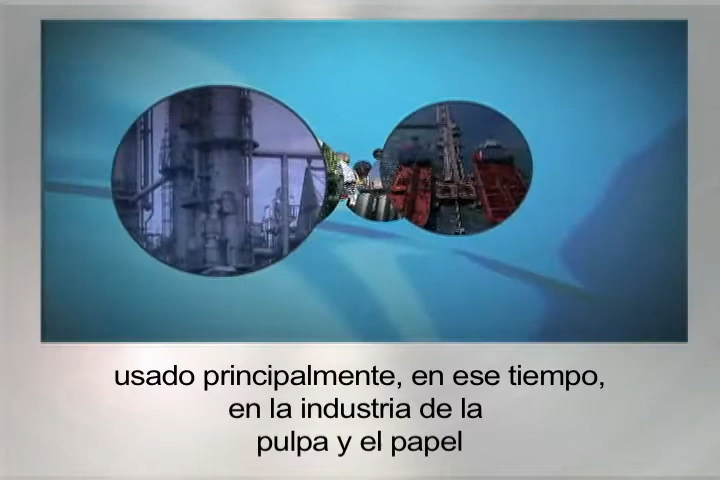 usado principalmente, en ese tiempo,
en la industria de la
pulpa y el papel